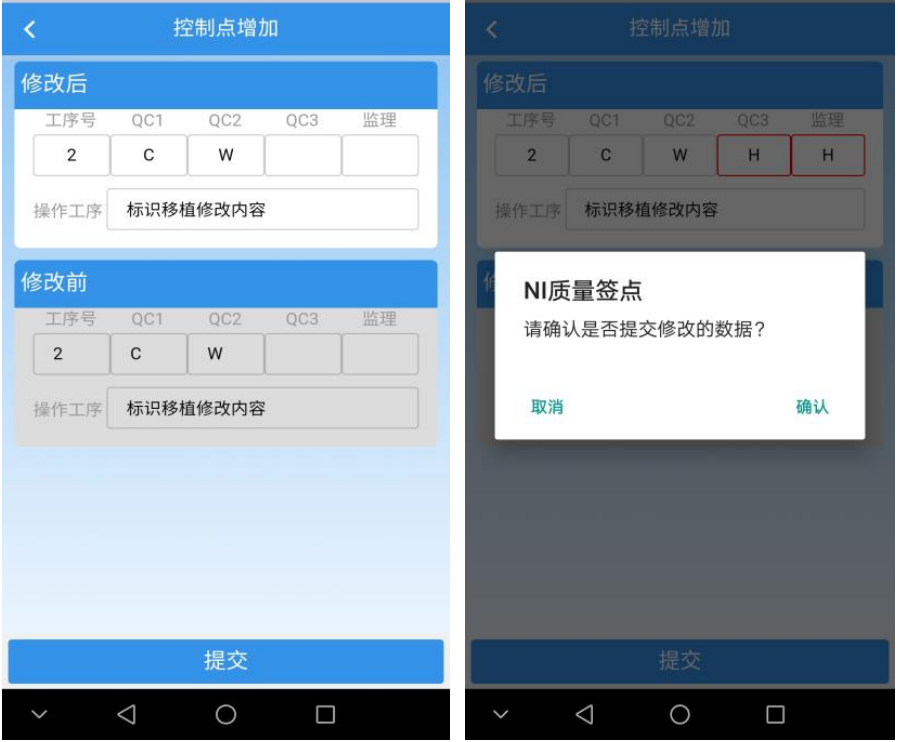 控制点增加
修改后
工序号 QC1 QC2 QC3 监理
2 C W
操作工序 标识移植修改内容
修改前
工序号 QC1 QC2 QC3 监理
2 C W
操作工序 标识移植修改内容
提交
控制点增加
修改后
工序号 QC1 QC2 QC3 监理
2 C W H H
操作工序 标识移植修改内容
NI质量签点
请确认是否提交修改的数据?
取消 确认
提交